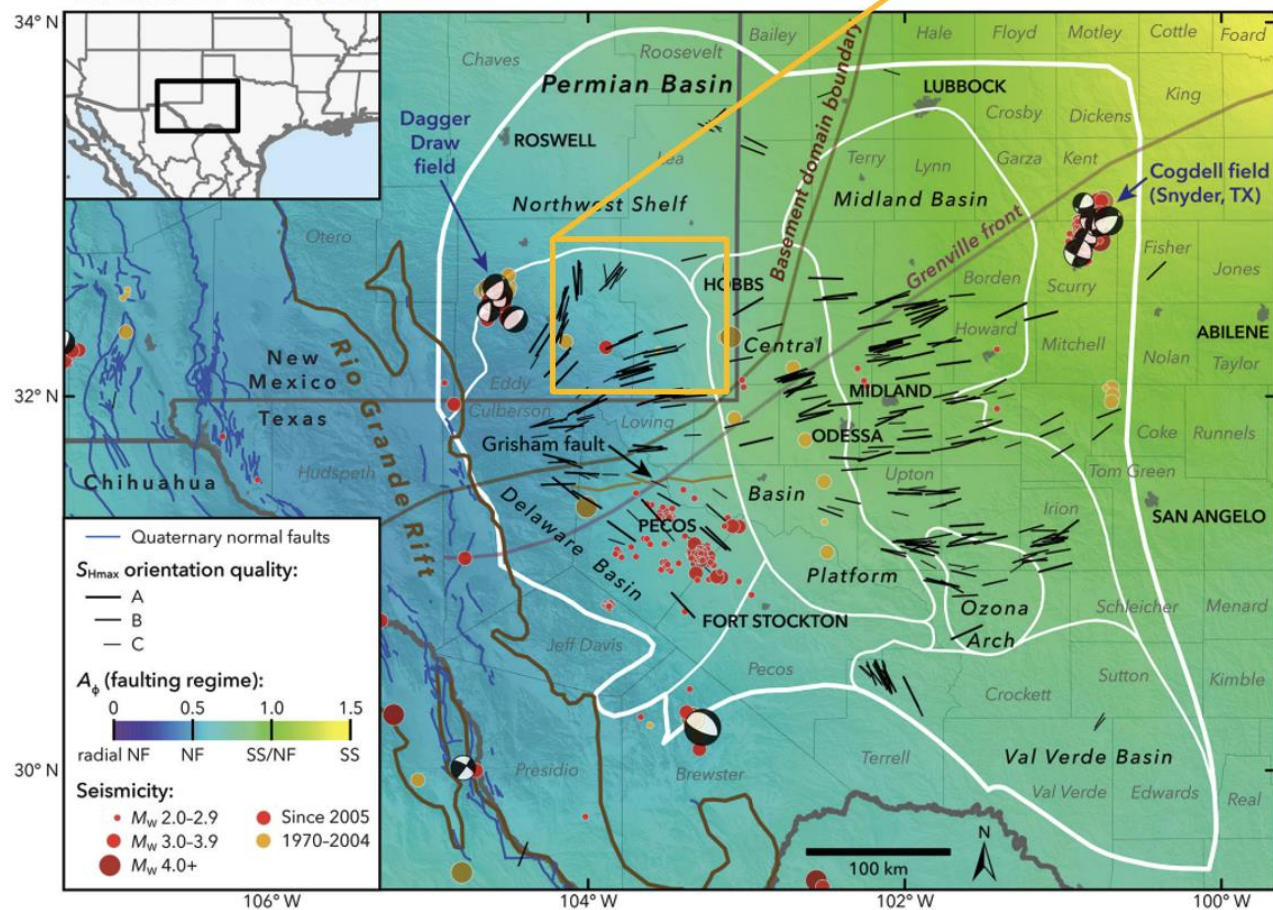 34° N
104° W
102° W
100° W
Chaves
Roosevelt
Bailey
Hale
Floyd
Motley
Cottle
Foard
Permian Basin
LUBBOCK
King
Crosby
Dickens
Dagger
Draw
field
ROSWELL
Lea
Basement domain boundary
Terry
Lynn
Garza
Kent
Cogdell field
(Snyder, TX)
Northwest Shelf
Midland Basin
Otero
Grenville front
Fisher
Jones
HOBBS
Borden
Scurry
ABILENE
New
Mexico
Rio Grande Rift
Central
Howard
Mitchell
Nolan
Taylor
32° N
Eddy
MIDLAND
Texas
Culberson
Loving
Grisham fault
ODESSA
Coke
Runnels
Chihuahua
Hudspeth
Upton
Tom Green
Delaware
Basin
Basin
Irion
PECOS
SAN ANGELO
Platform
Ozona
Arch
Schleicher
Menard
FORT STOCKTON
Jeff Davis
Pecos
Crockett
Sutton
Kimble
Quaternary normal faults
SHmax orientation quality:
A
B
C
Aϕ (faulting regime):
0
0.5
1.0
1.5
radial NF
NF
SS/NF
SS
30° N
Presidio
Brewster
Terrell
Val Verde Basin
Val Verde
Edwards
Real
Seismicity:
Mw 2.0–2.9
Mw 3.0–3.9
Mw 4.0+
Since 2005
1970–2004
N
100 km
106° W
104° W
102° W
100° W